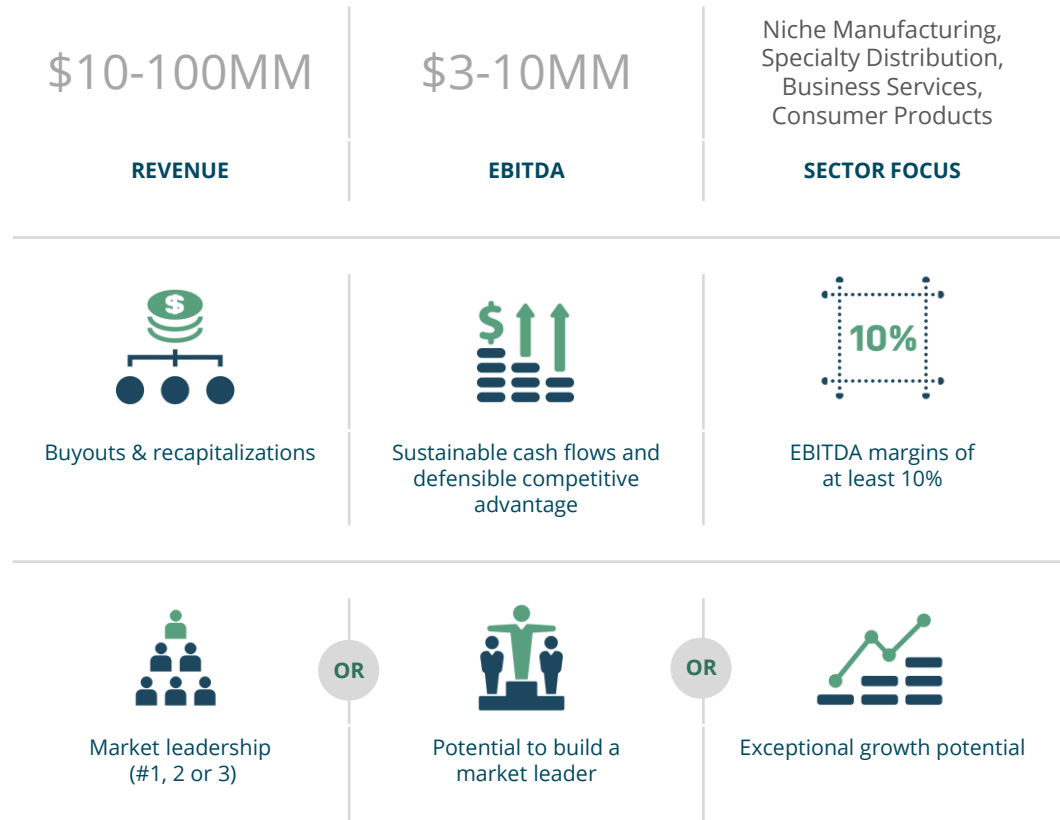 $10-100MM
REVENUE
$3-10MM
EBITDA
Niche Manufacturing,
Specialty Distribution,
Business Services,
Consumer Products
SECTOR FOCUS
$
Buyouts & recapitalizations
$
Sustainable cash flows and
defensible competitive
advantage
10%
EBITDA margins of
at least 10%
Market leadership
(#1, 2 or 3)
OR
Potential to build a
market leader
OR
Exceptional growth potential